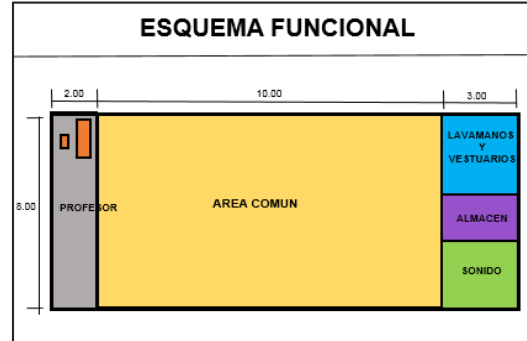 ESQUEMA FUNCIONAL
2.00
10.00
3.00
8.00
PROFESOR
AREA COMUN
LAVAMANOS
Y
VESTUARIOS
ALMACEN
SONIDO